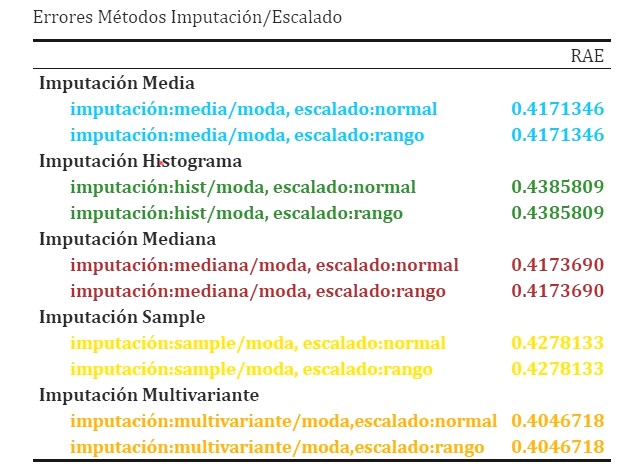 Errores Métodos Imputación/Escalado
RAE
Imputación Media
imputación:media/moda, escalado:normal 0.4171346
imputación:media/moda, escalado:rango 0.4171346
Imputación Histograma
imputación:hist/moda, escalado:normal 0.4385809
imputación:hist/moda, escalado:rango 0.4385809
Imputación Mediana
imputación:mediana/moda, escalado:normal 0.4173690
imputación:mediana/moda, escalado:rango 0.4173690
Imputación Sample
imputación:sample/moda, escalado:normal 0.4278133
imputación:sample/moda, escalado:rango 0.4278133
Imputación Multivariante
imputación:multivariante/moda,escalado:normal 0.4046718
imputación:multivariante/moda,escalado:rango 0.4046718